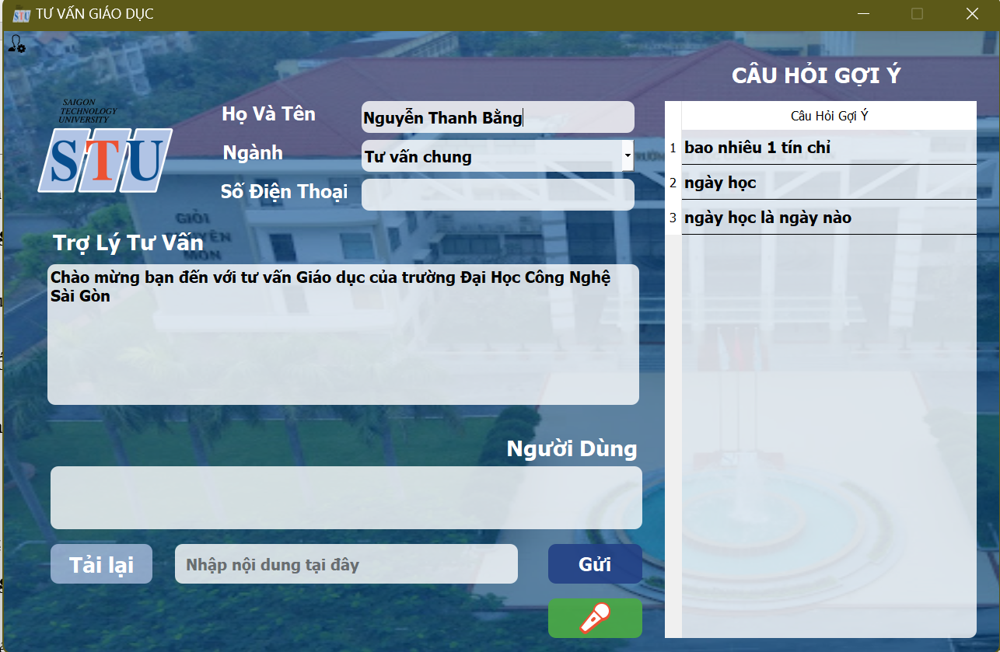 TƯ VẤN GIÁO DỤC
CÂU HỎI GỢI Ý
SAIGON
TECHNOLOGY
UNIVERSITY
STU
Họ Và Tên
Nguyễn Thanh Bằng
Ngành
Tư vấn chung
Số Điện Thoại
Câu Hỏi Gợi Ý
1 bao nhiêu 1 tín chỉ
2 ngày học
3 ngày học là ngày nào
Trợ Lý Tư Vấn
Chào mừng bạn đến với tư vấn Giáo dục của trường Đại Học Công Nghệ
Sài Gòn
Người Dùng
Tải lại
Nhập nội dung tại đây
Gửi